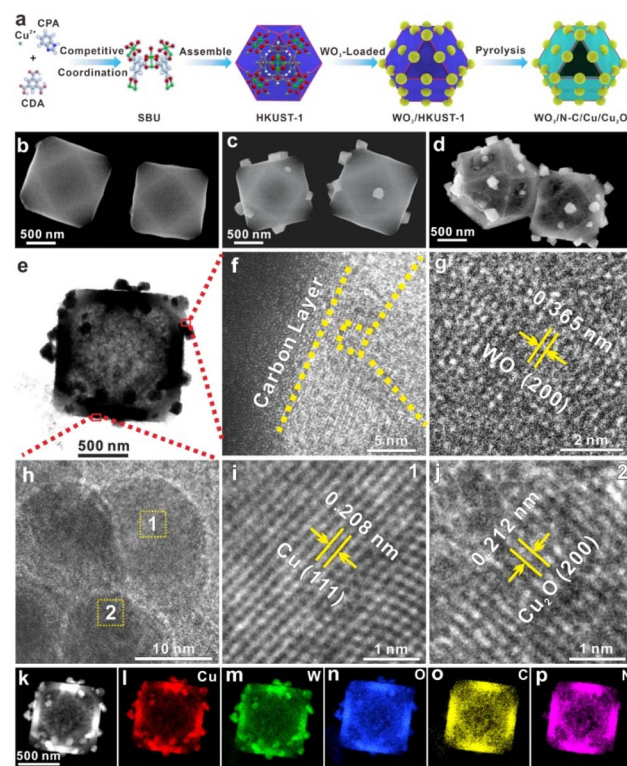 a
Cu²⁺
CPA
+
CDA
Competitive
Coordination
SBU
Assemble
HKUST-1
WO₃-Loaded
WO₃/HKUST-1
Pyrolysis
WO₃/N-C/Cu/Cu₂O
b
500 nm
c
500 nm
d
500 nm
e
500 nm
f
Carbon Layer
5 nm
g
0.365 nm
WO (200)
2 nm
h
1
2
10 nm
i
1
0.208 nm
Cu (111)
1 nm
j
2
0.212 nm
Cu₂O (200)
1 nm
k
500 nm
l
Cu
m
W
n
O
o
C
p
N